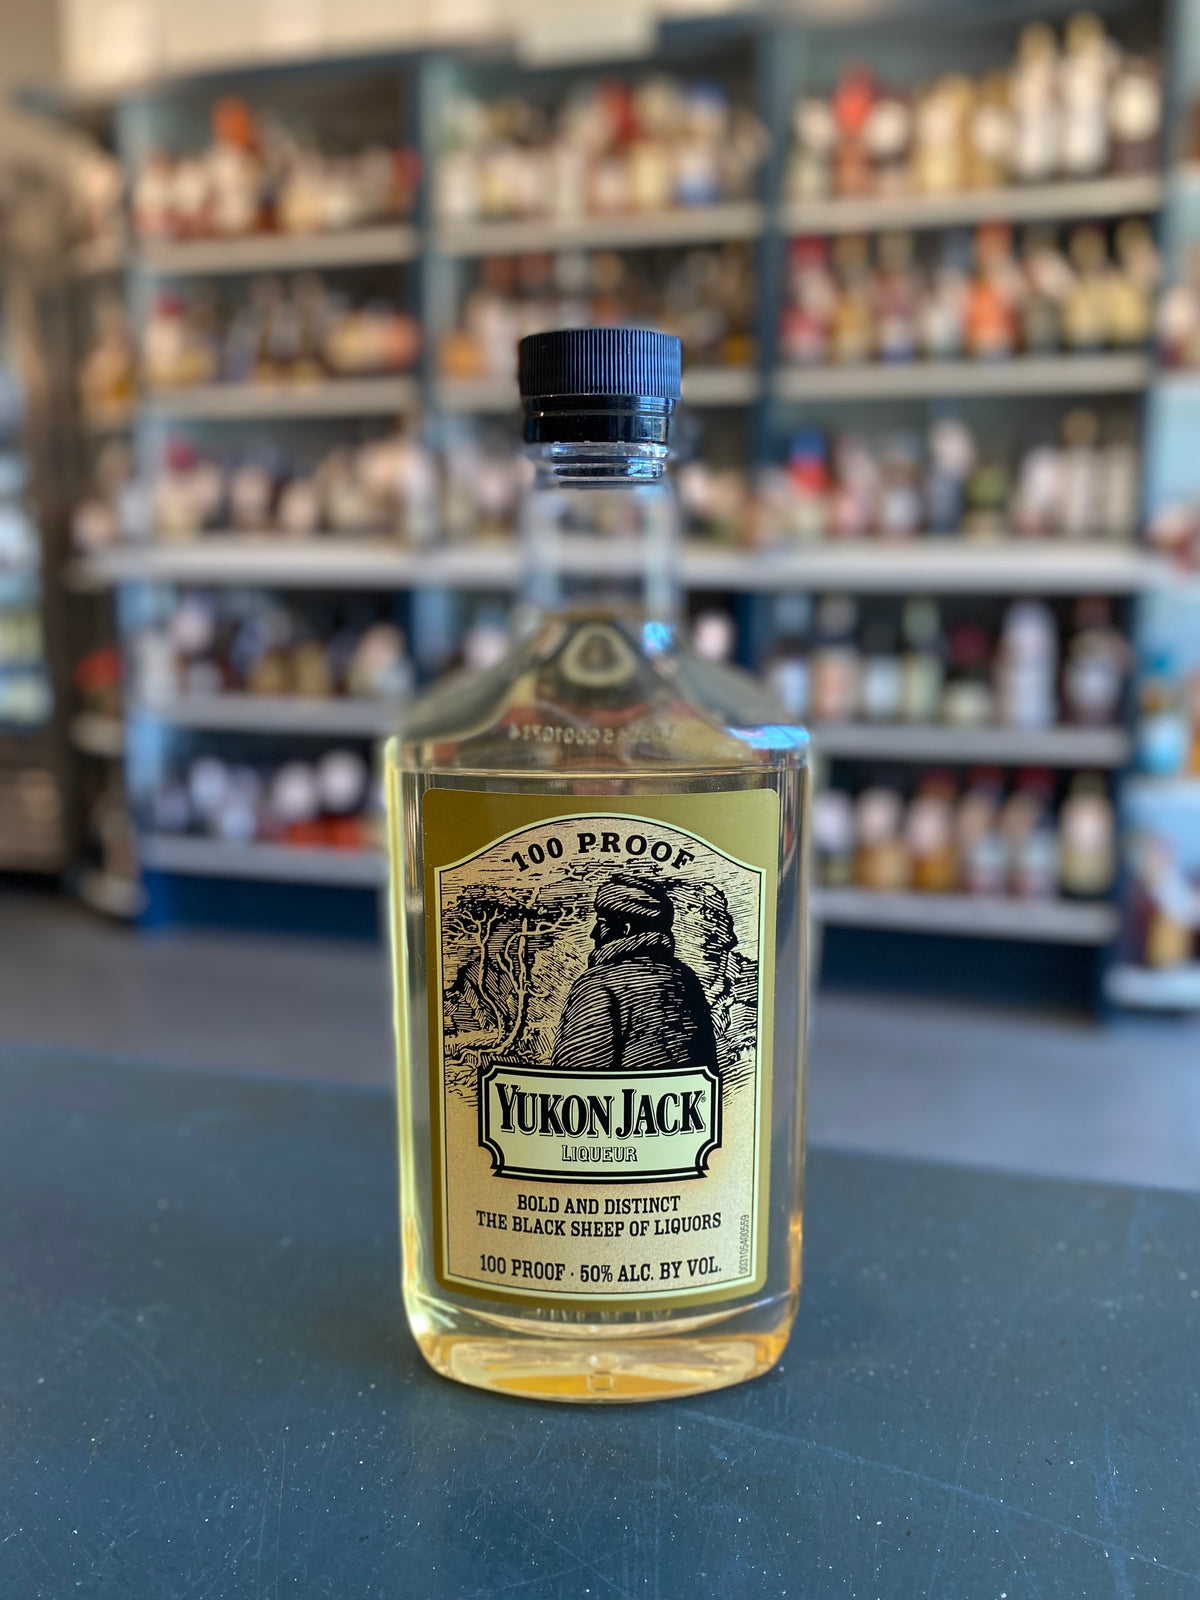 100 PROOF
YUKON JACK®
LIQUEUR
BOLD AND DISTINCT
THE BLACK SHEEP OF LIQUORS
100 PROOF · 50% ALC. BY VOL.